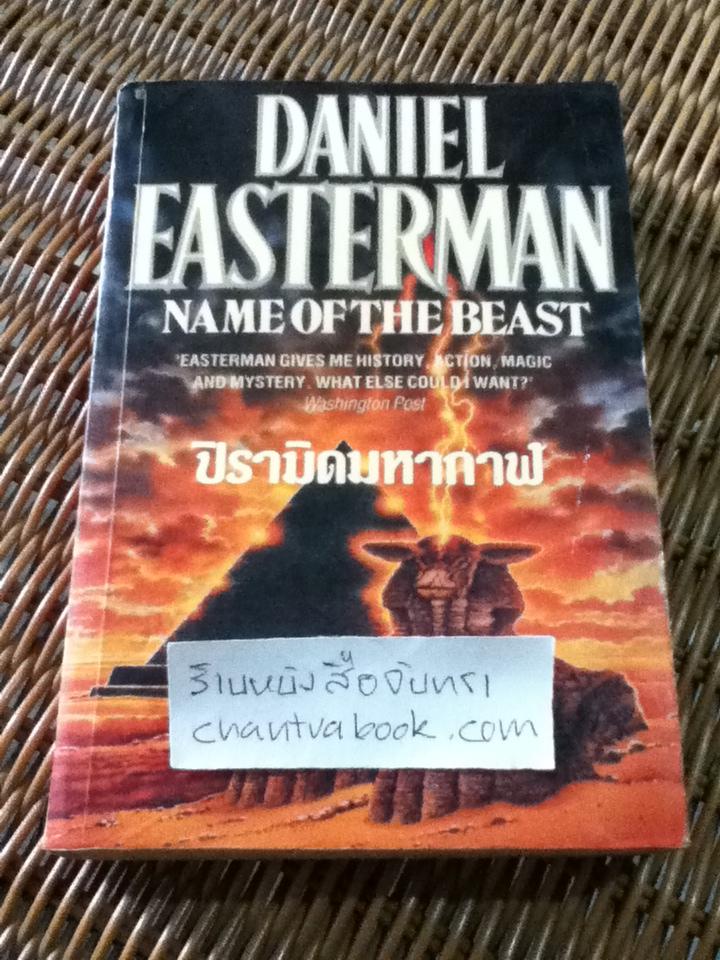 DANIEL
EASTERMAN
NAME OF THE BEAST
'EASTERMAN GIVES ME HISTORY, ACTION, MAGIC
AND MYSTERY. WHAT ELSE COULD I WANT?'
Washington Post
ปิรามิดมหากาฬ
ร้านหนังสือจันทรา
chantrabook.com